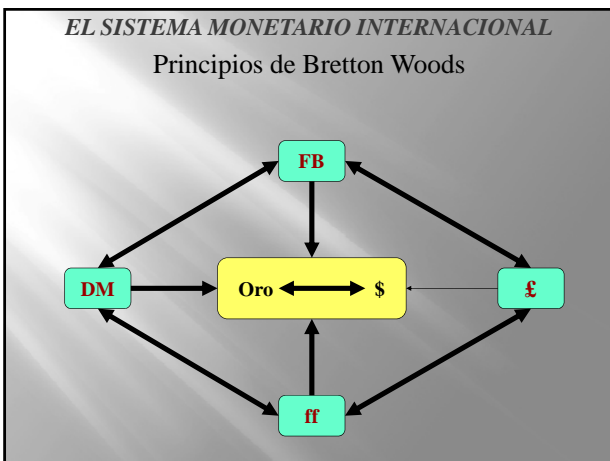 EL SISTEMA MONETARIO INTERNACIONAL
Principios de Bretton Woods
FB
DM
Oro $
£
ff